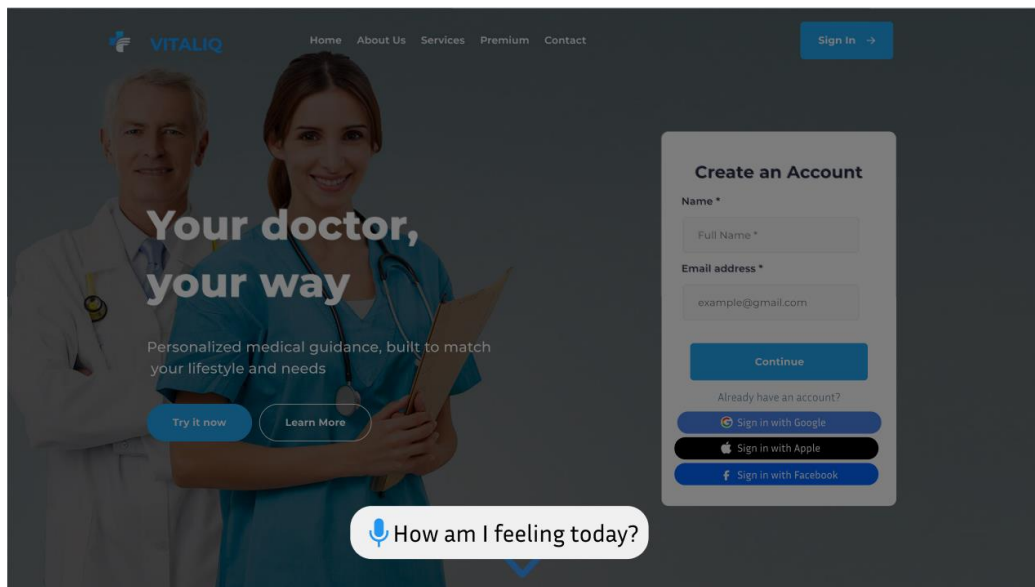 VITALIQ
Home About Us Services Premium Contact
Sign In →
Your doctor,
your way
Personalized medical guidance, built to match
your lifestyle and needs
Try it now
Learn More
Create an Account
Name *
Full Name *
Email address *
example@gmail.com
Continue
Already have an account?
Sign in with Google
Sign in with Apple
Sign in with Facebook
How am I feeling today?